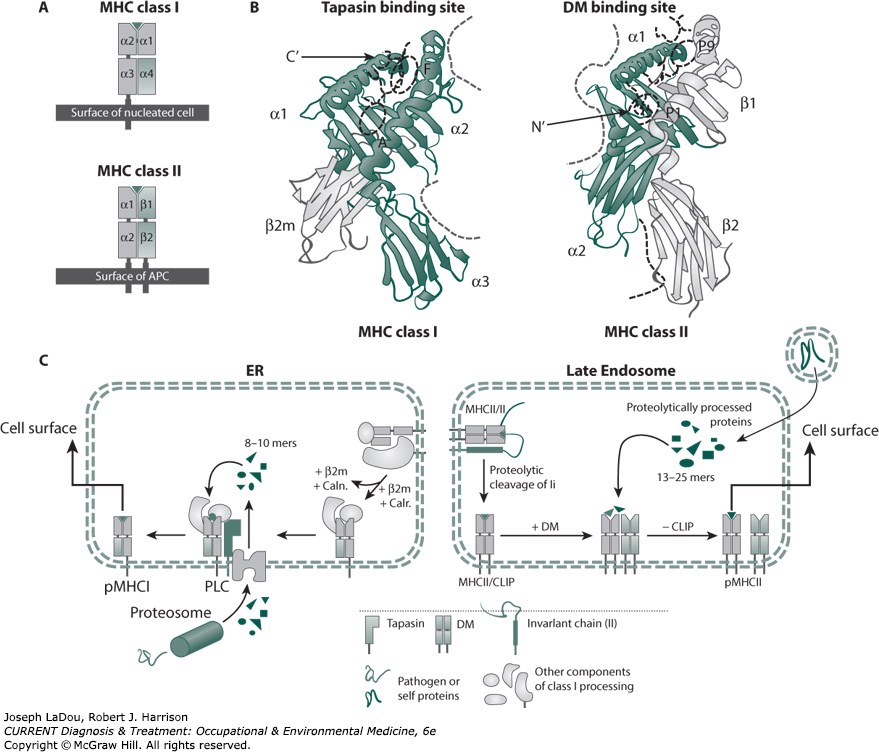 A
MHC class I
α2 α1
α3 α4
Surface of nucleated cell
MHC class II
α1 β1
α2 β2
Surface of APC
B
Tapasin binding site
C′
F
α1
α2
A
β2m
α3
MHC class I
DM binding site
α1
P9
β1
N′
P1
α2
β2
MHC class II
C
ER
Cell surface
8–10 mers
+ β2m
+ Caln.
+ β2m
+ Calr.
pMHCI
PLC
Proteosome
Late Endosome
MHCII/II
Proteolytic
cleavage of Ii
Proteolytically processed
proteins
13–25 mers
Cell surface
+ DM
– CLIP
MHCII/CLIP
pMHCII
Tapasin
DM
Invarlant chain (II)
Pathogen or
self proteins
Other components
of class I processing
Joseph LaDou, Robert J. Harrison
CURRENT Diagnosis & Treatment: Occupational & Environmental Medicine, 6e
Copyright © McGraw Hill. All rights reserved.